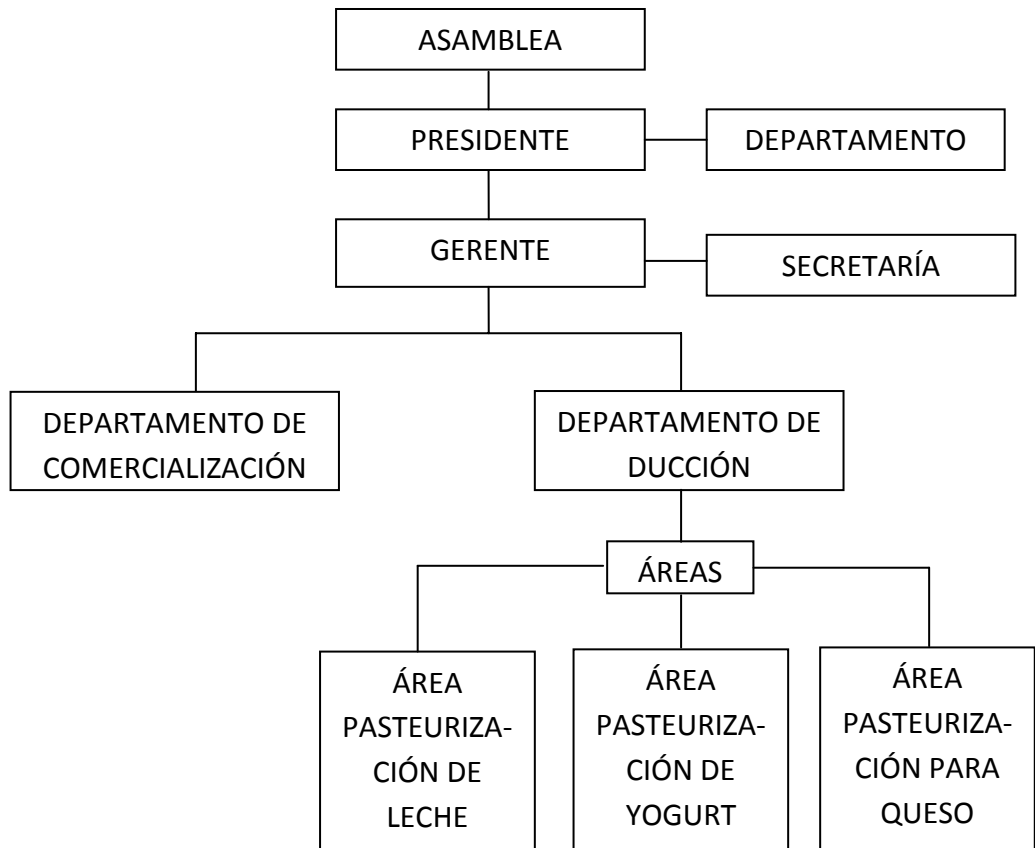 ASAMBLEA
PRESIDENTE
DEPARTAMENTO
GERENTE
SECRETARÍA
DEPARTAMENTO DE
COMERCIALIZACIÓN
DEPARTAMENTO DE
DUCCIÓN
ÁREAS
ÁREA
PASTEURIZA-
CIÓN DE
LECHE
ÁREA
PASTEURIZA-
CIÓN DE
YOGURT
ÁREA
PASTEURIZA-
CIÓN PARA
QUESO